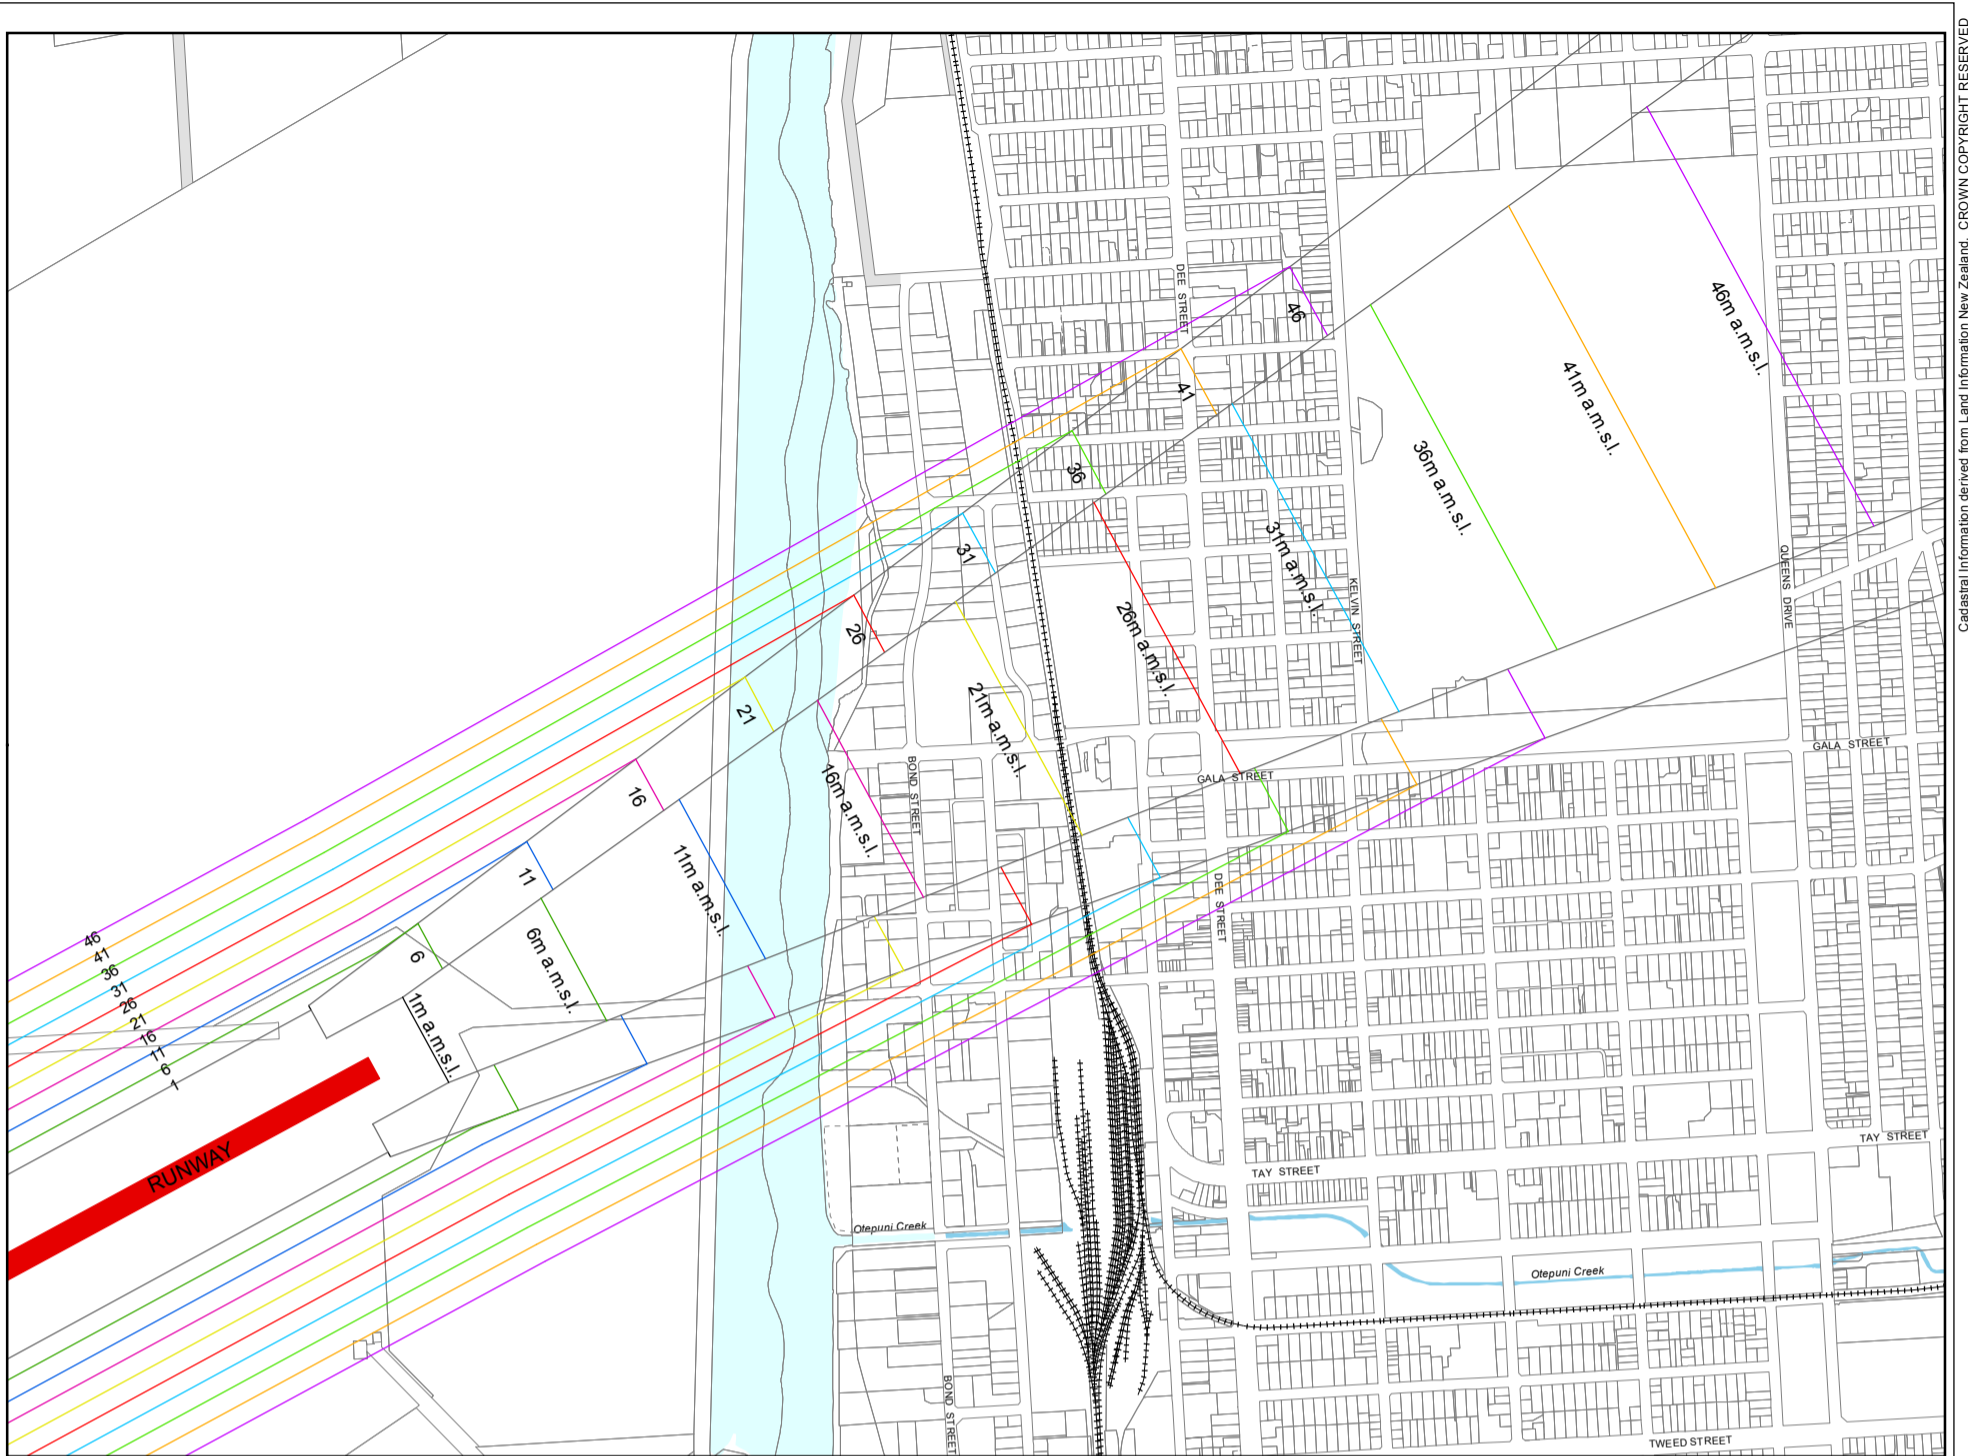 Cadastral Information derived from Land Information New Zealand. CROWN COPYRIGHT RESERVED
DEE STREET
46
46m a.m.s.l.
41
41m a.m.s.l.
36
36m a.m.s.l.
31
31m a.m.s.l.
KELVIN STREET
QUEENS DRIVE
26
26m a.m.s.l.
21
21m a.m.s.l.
GALA STREET
GALA STREET
BOND STREET
16
16m a.m.s.l.
11
11m a.m.s.l.
DEE STREET
6
6m a.m.s.l.
1m a.m.s.l.
46
41
36
31
26
21
16
11
6
1
RUNWAY
TAY STREET
TAY STREET
Otepuni Creek
Otepuni Creek
BOND STREET
TWEED STREET